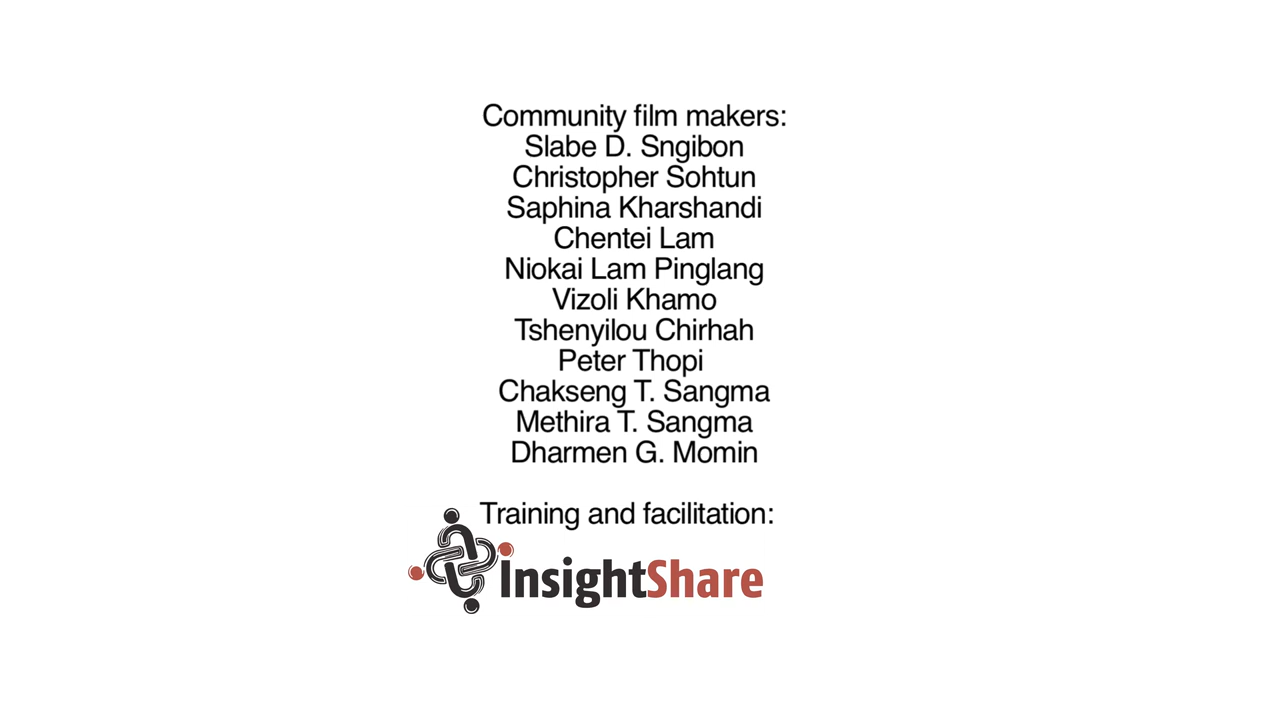 Community film makers:
Slabe D. Sngibon
Christopher Sohtun
Saphina Kharshandi
Chentei Lam
Niokai Lam Pinglang
Vizoli Khamo
Tshenyilou Chirhah
Peter Thopi
Chakseng T. Sangma
Methira T. Sangma
Dharmen G. Momin
Training and facilitation:
InsightShare